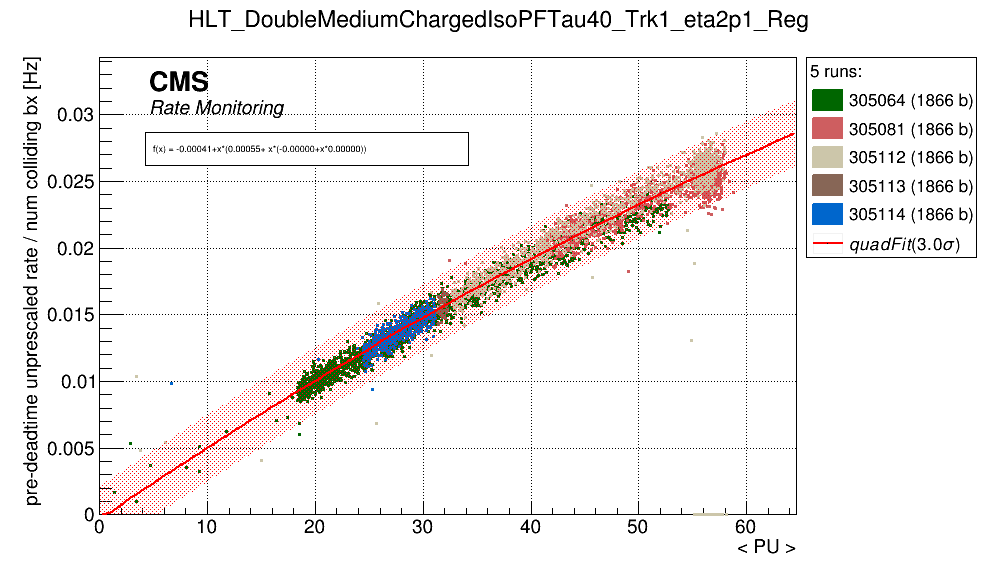 HLT_DoubleMediumChargedIsoPFTau40_Trk1_eta2p1_Reg
pre-deadtime unprescaled rate / num colliding bx [Hz]
CMS
Rate Monitoring
f(x) = -0.00041+x*(0.00055+ x*(-0.00000+x*0.00000))
0.03
0.025
0.02
0.015
0.01
0.005
0
0 10 20 30 40 50 60
< PU >
5 runs:
305064 (1866 b)
305081 (1866 b)
305112 (1866 b)
305113 (1866 b)
305114 (1866 b)
quadFit(3.0σ)